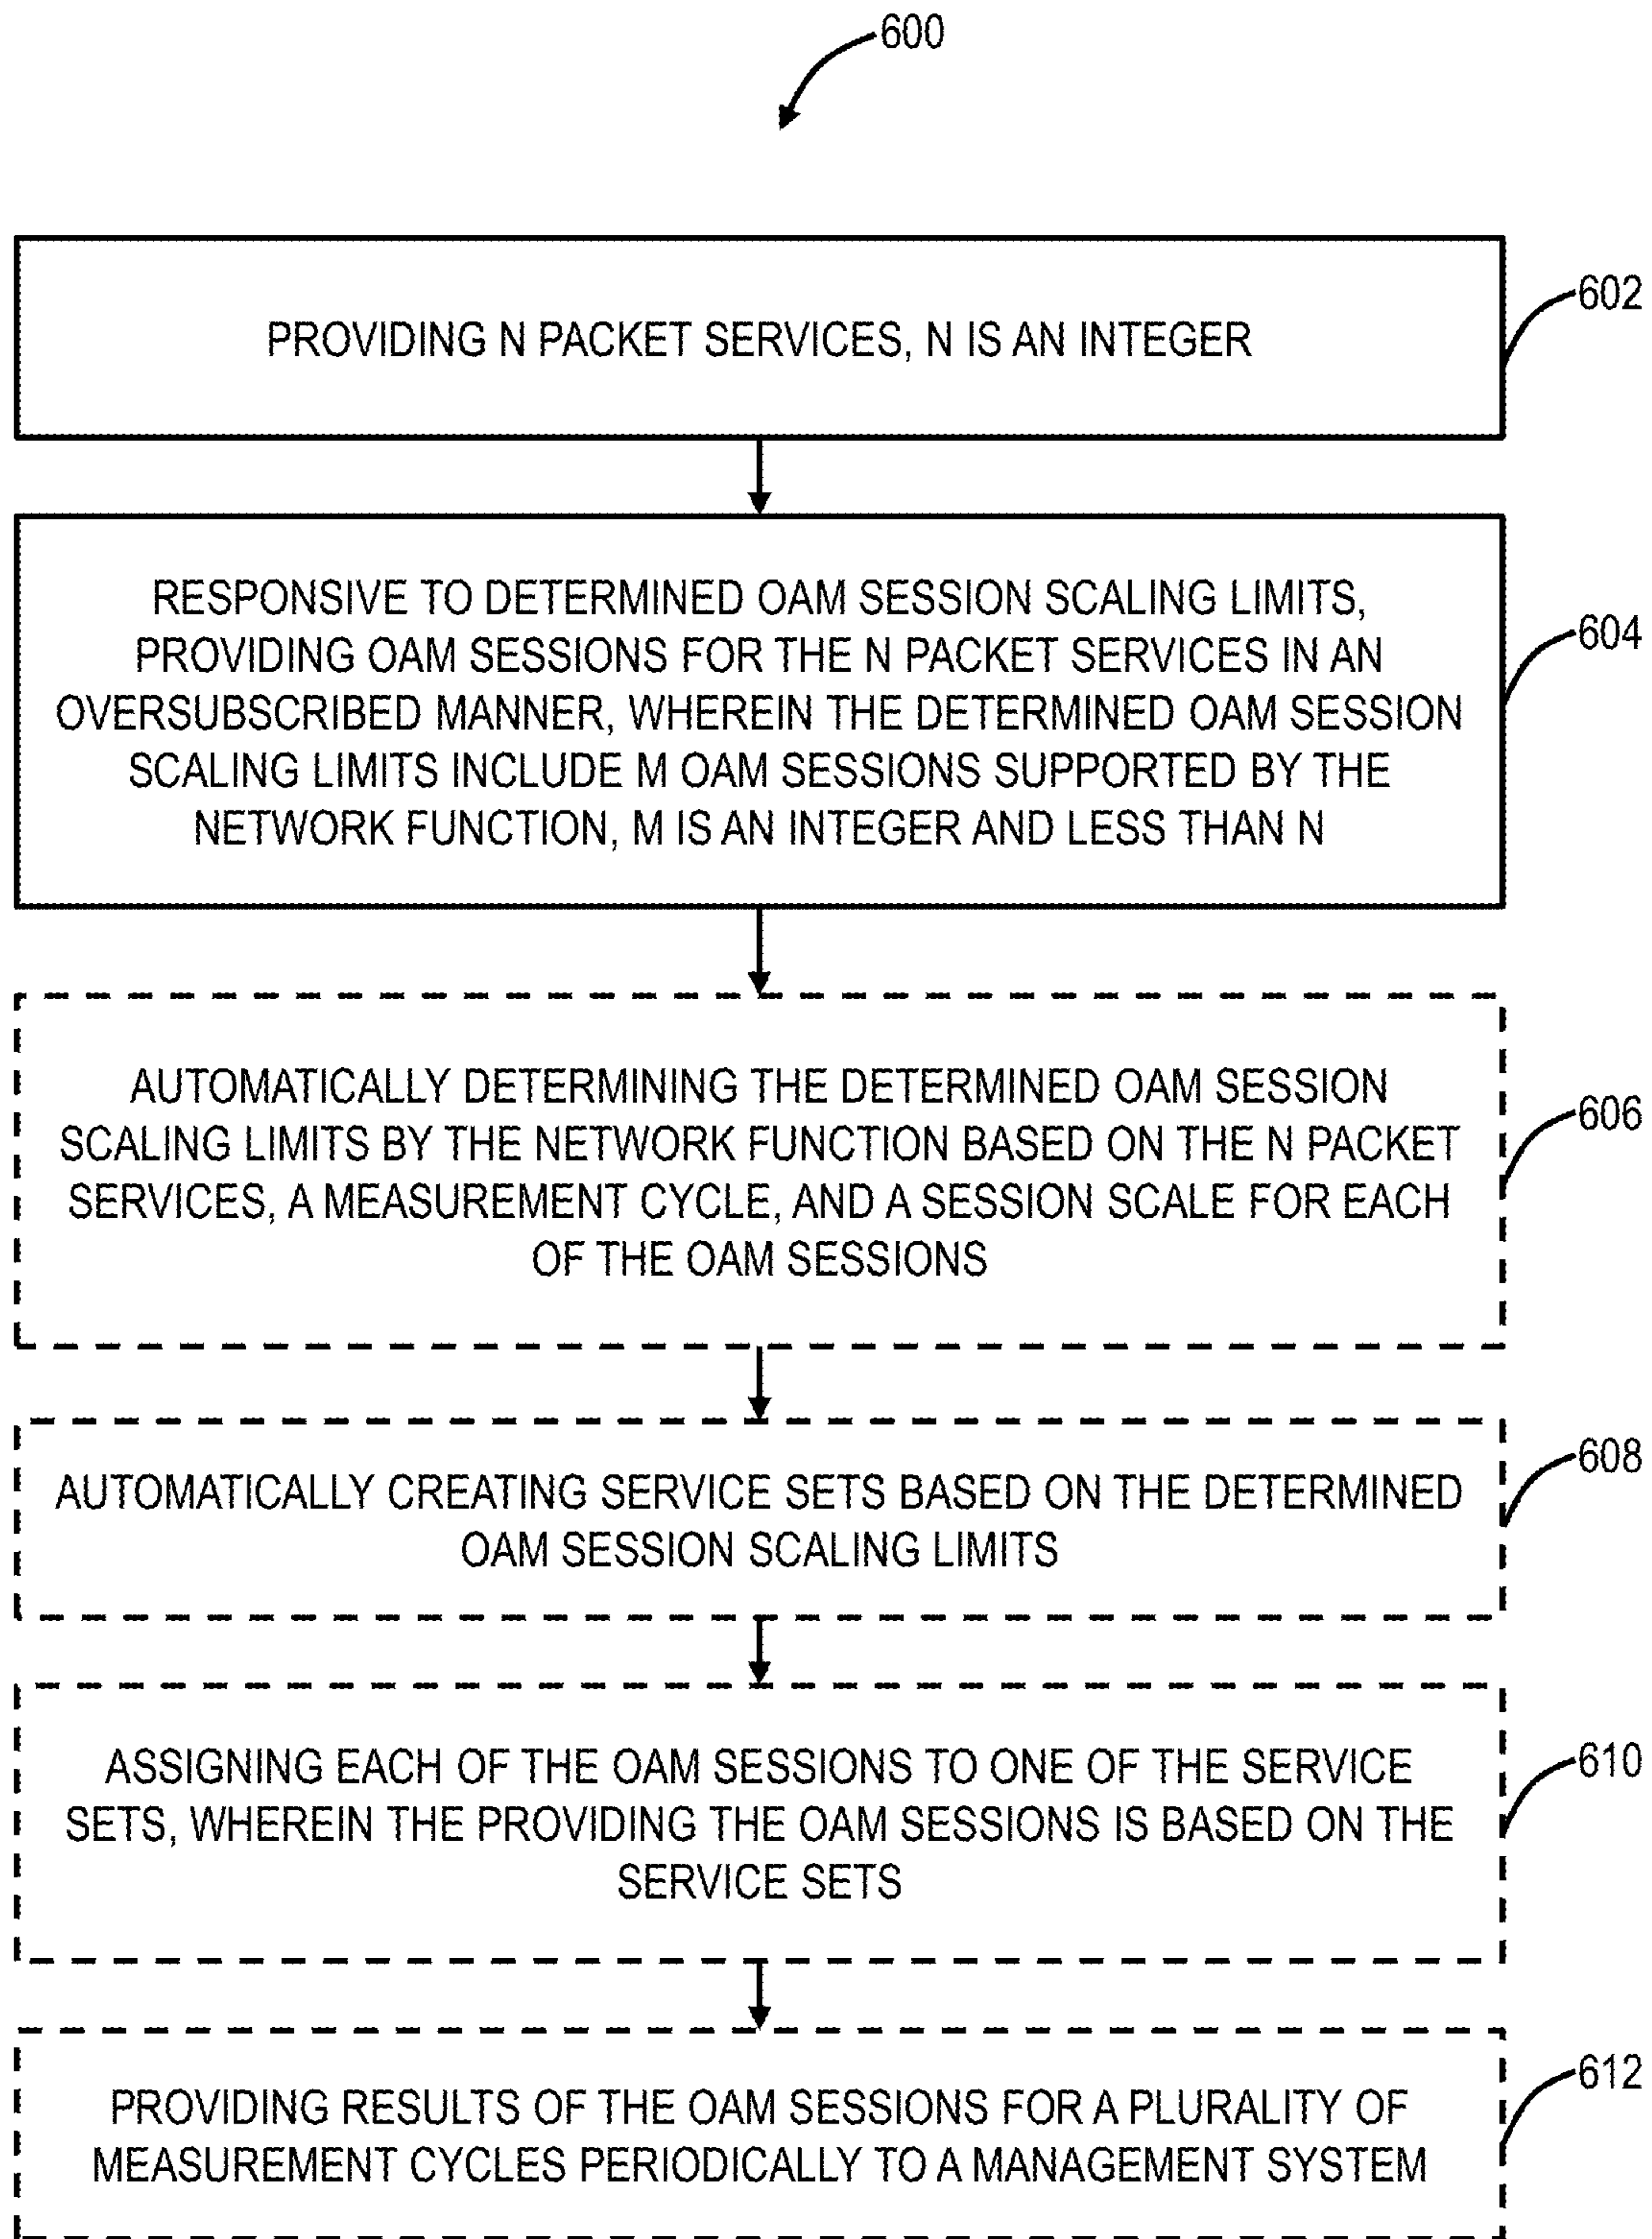 600
PROVIDING N PACKET SERVICES, N IS AN INTEGER
602
RESPONSIVE TO DETERMINED OAM SESSION SCALING LIMITS,
PROVIDING OAM SESSIONS FOR THE N PACKET SERVICES IN AN
OVERSUBSCRIBED MANNER, WHEREIN THE DETERMINED OAM SESSION
SCALING LIMITS INCLUDE M OAM SESSIONS SUPPORTED BY THE
NETWORK FUNCTION, M IS AN INTEGER AND LESS THAN N
604
AUTOMATICALLY DETERMINING THE DETERMINED OAM SESSION
SCALING LIMITS BY THE NETWORK FUNCTION BASED ON THE N PACKET
SERVICES, A MEASUREMENT CYCLE, AND A SESSION SCALE FOR EACH
OF THE OAM SESSIONS
606
AUTOMATICALLY CREATING SERVICE SETS BASED ON THE DETERMINED
OAM SESSION SCALING LIMITS
608
ASSIGNING EACH OF THE OAM SESSIONS TO ONE OF THE SERVICE
SETS, WHEREIN THE PROVIDING THE OAM SESSIONS IS BASED ON THE
SERVICE SETS
610
PROVIDING RESULTS OF THE OAM SESSIONS FOR A PLURALITY OF
MEASUREMENT CYCLES PERIODICALLY TO A MANAGEMENT SYSTEM
612